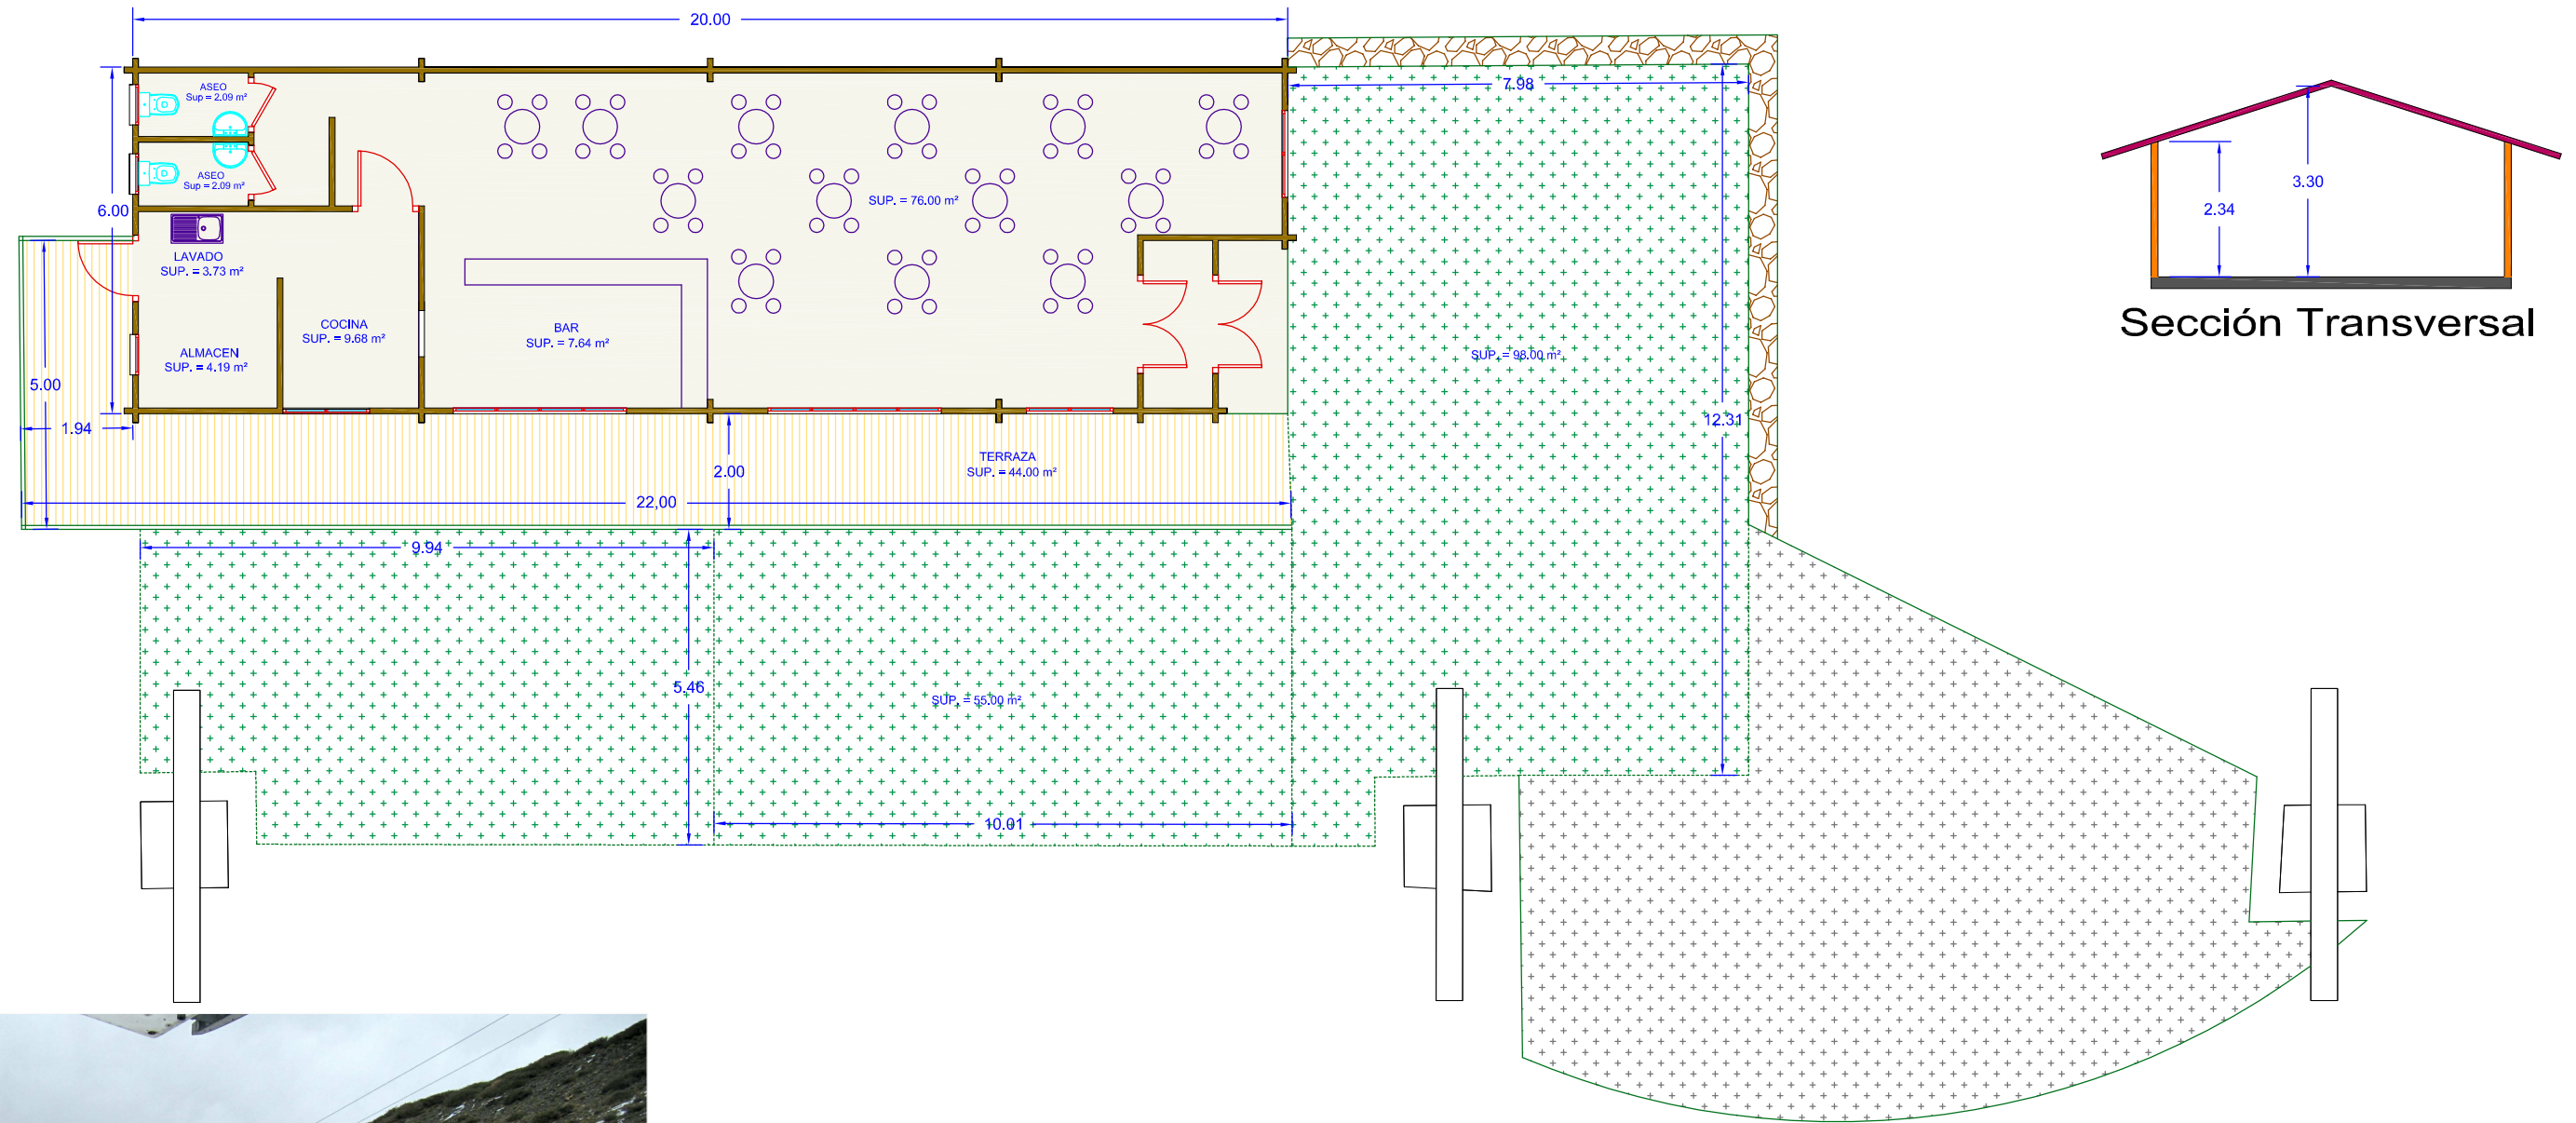 20.00
7.98
ASEO
Sup = 2.09 m²
ASEO
Sup = 2.09 m²
6.00
SUP. = 76.00 m²
3.30
2.34
LAVADO
SUP. = 3.73 m²
Sección Transversal
COCINA
SUP. = 9.68 m²
BAR
SUP. = 7.64 m²
ALMACEN
SUP. = 4.19 m²
SUP. = 98.00 m²
5.00
1.94
12.31
TERRAZA
SUP. = 44.00 m²
2.00
22,00
9.94
5.46
SUP. = 55.00 m²
10.01